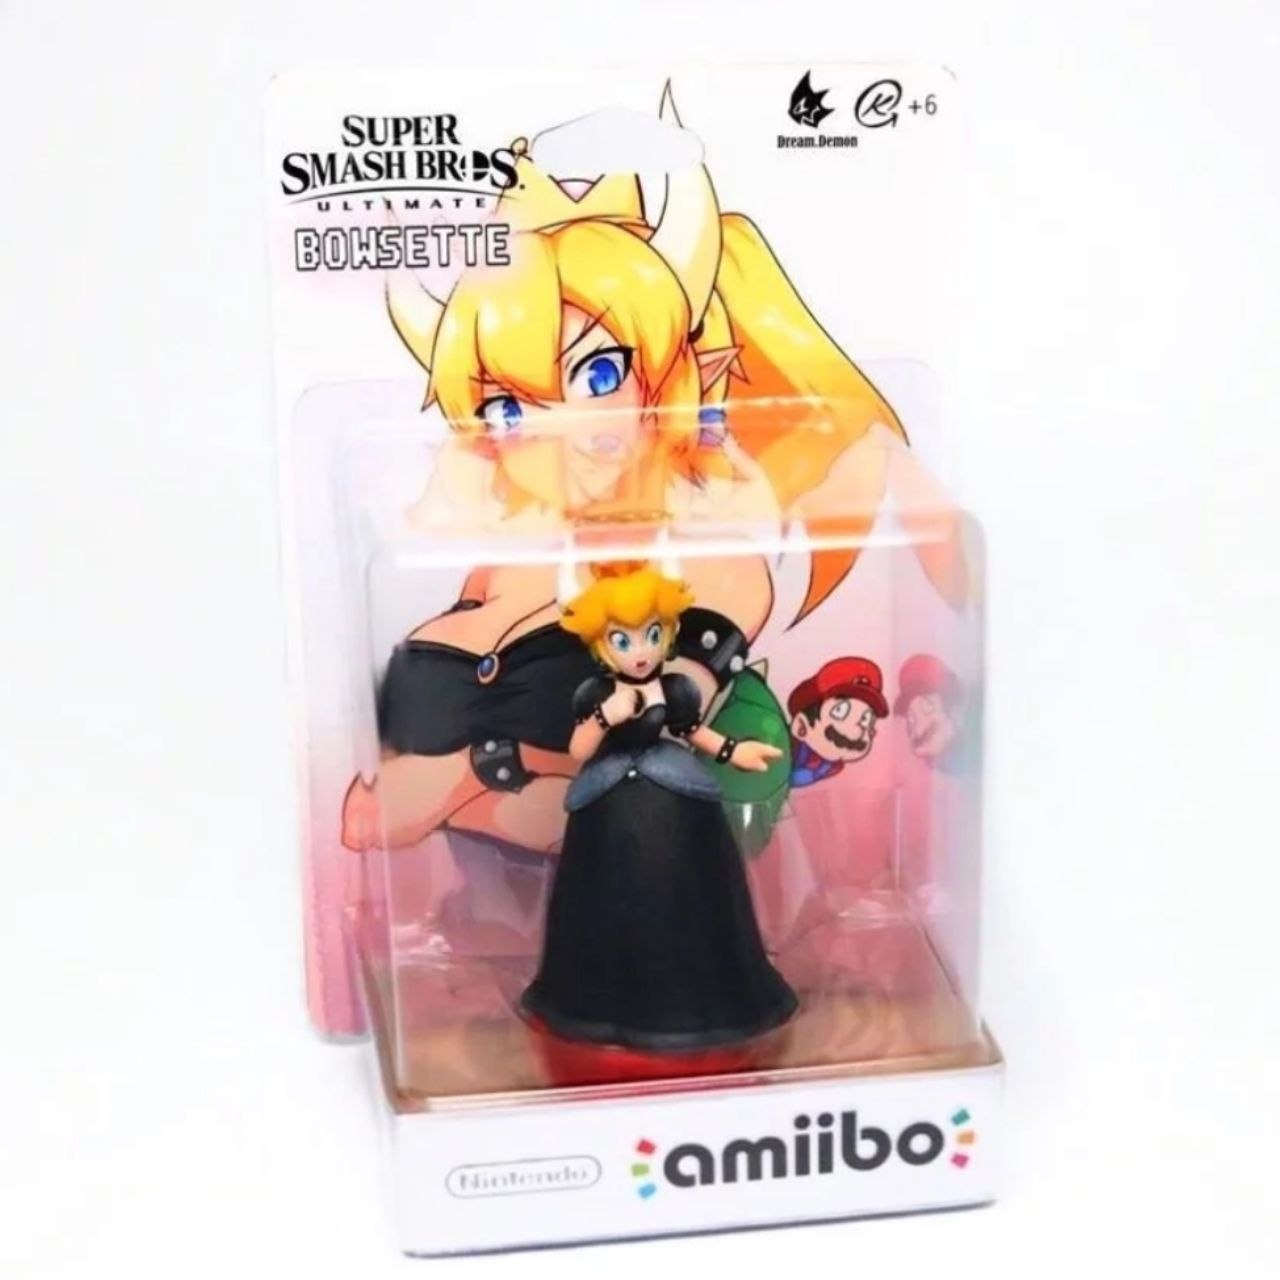 SUPER
SMASH BROS.
ULTIMATE
BOWSETTE
Dream.Demon
+6
Nintendo
amiibo